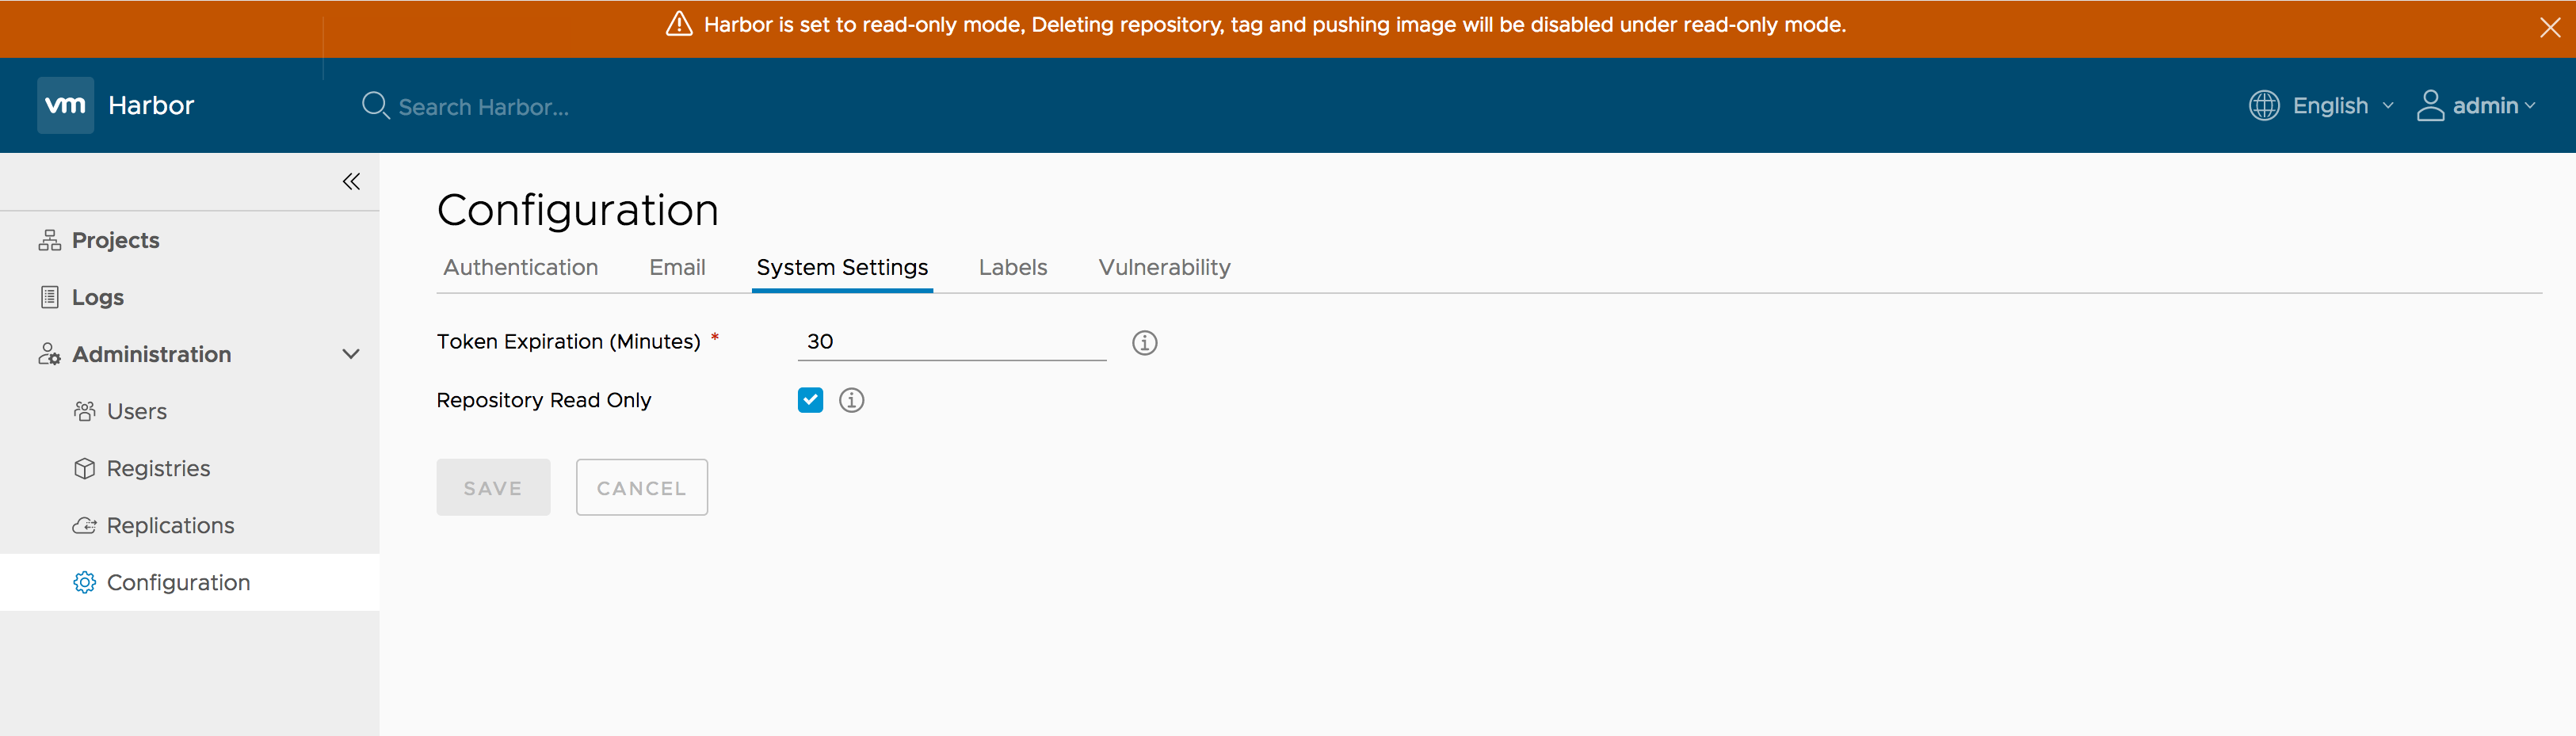 Harbor is set to read-only mode, Deleting repository, tag and pushing image will be disabled under read-only mode.
vm Harbor Search Harbor... English admin
Configuration
Authentication Email System Settings Labels Vulnerability
Projects
Logs
Administration
Users
Registries
Replications
Configuration
Token Expiration (Minutes) * 30
Repository Read Only
SAVE CANCEL